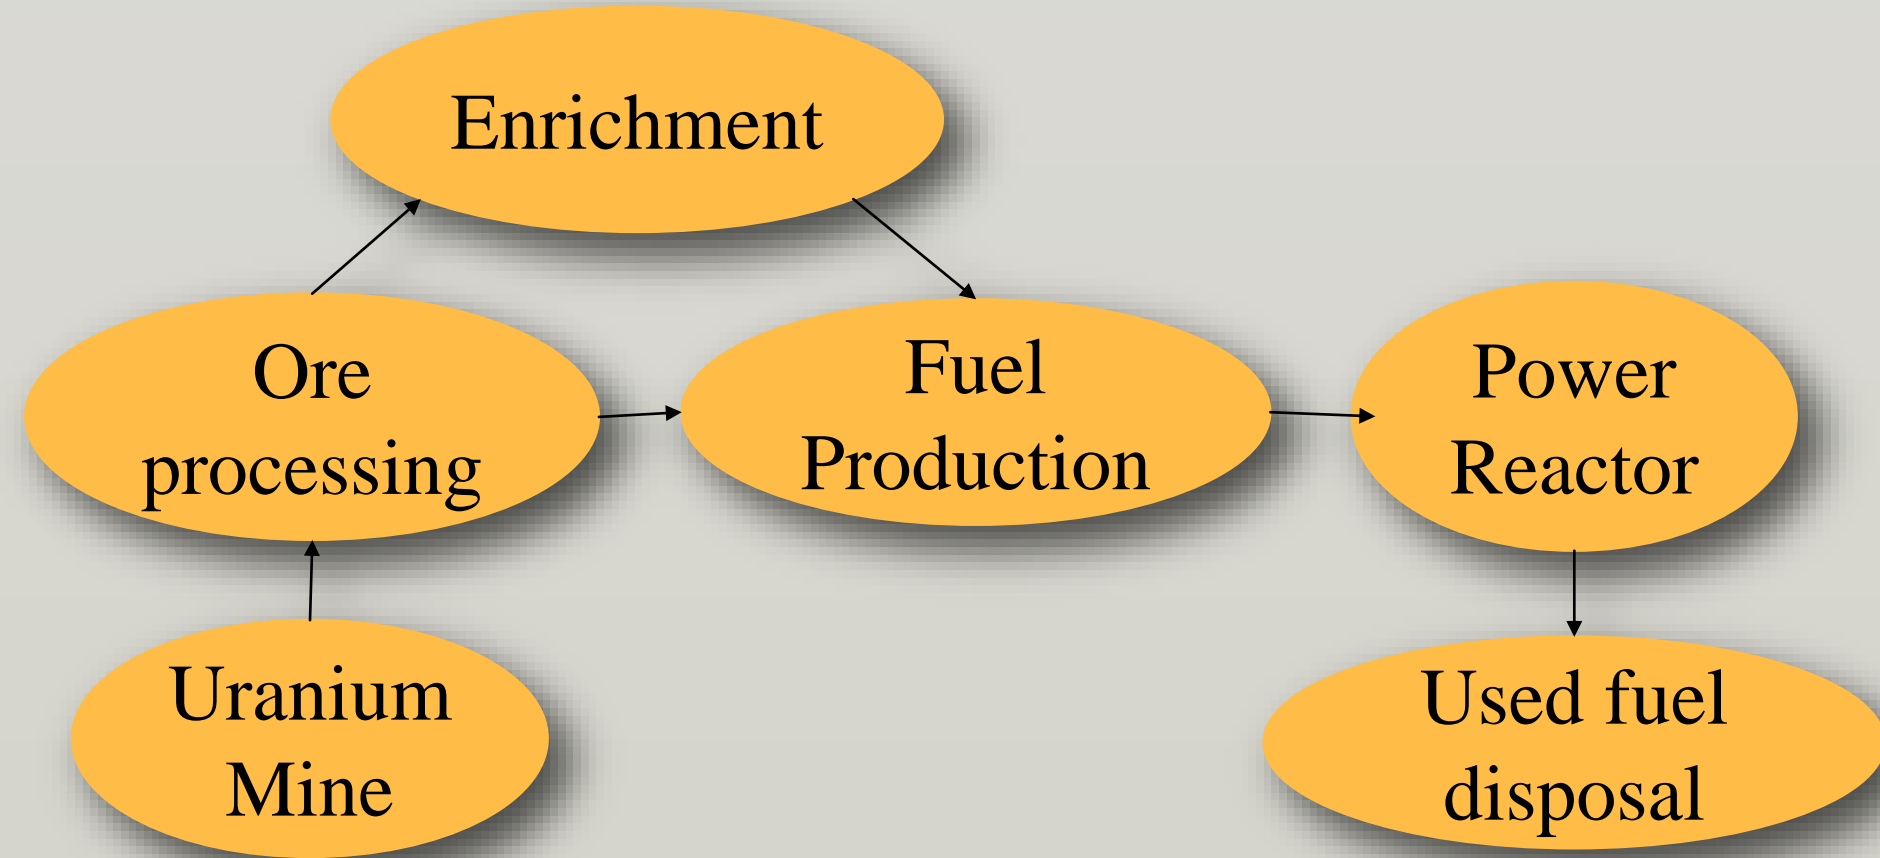 Enrichment
Ore
processing
Fuel
Production
Power
Reactor
Uranium
Mine
Used fuel
disposal